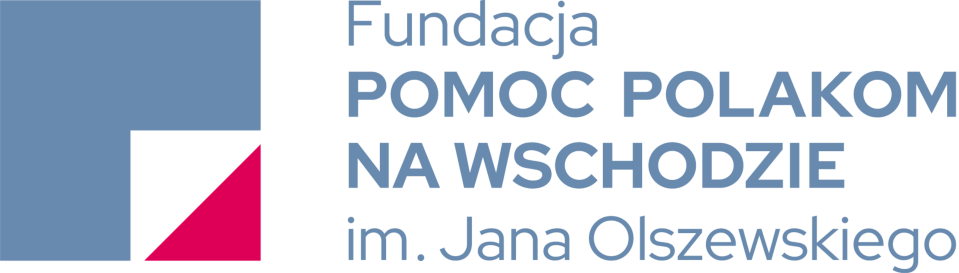 Fundacja
POMOC POLAKOM
NA WSCHODZIE
im. Jana Olszewskiego